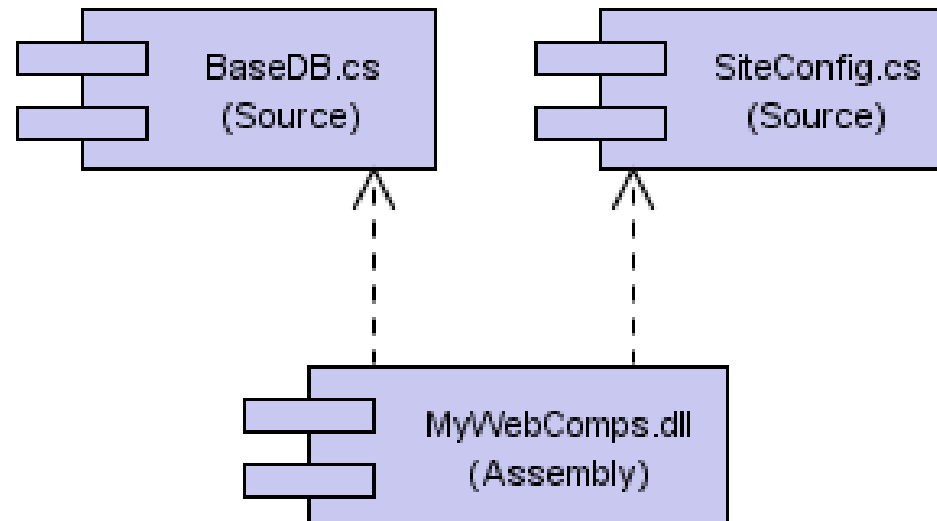 BaseDB.cs
(Source)
SiteConfig.cs
(Source)
MyWebComps.dll
(Assembly)